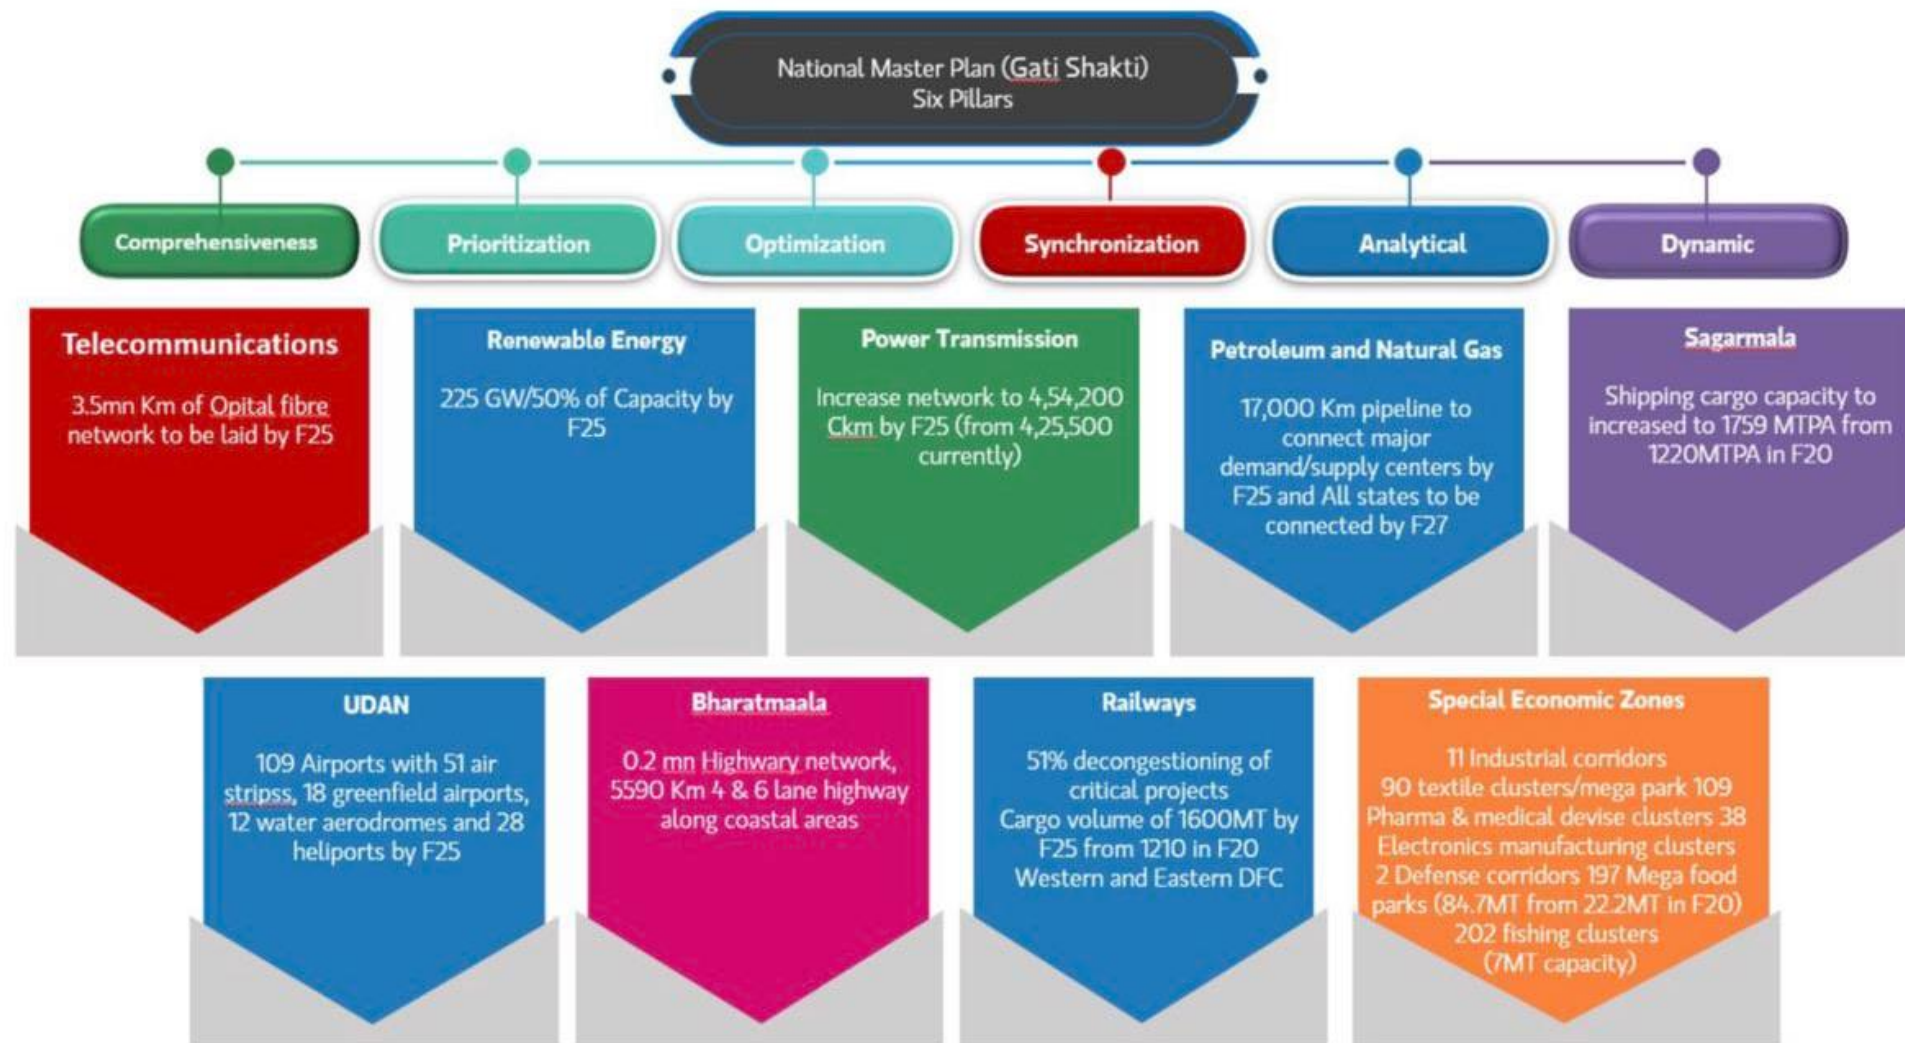 National Master Plan (Gati Shakti)
Six Pillars
Comprehensiveness
Prioritization
Optimization
Synchronization
Analytical
Dynamic
Telecommunications
3.5mn Km of Opital fibre
network to be laid by F25
Renewable Energy
225 GW/50% of Capacity by
F25
Power Transmission
Increase network to 4,54,200
Ckm by F25 (from 4,25,500
currently)
Petroleum and Natural Gas
17,000 Km pipeline to
connect major
demand/supply centers by
F25 and All states to be
connected by F27
Sagarmala
Shipping cargo capacity to
increased to 1759 MTPA from
1220MTPA in F20
UDAN
109 Airports with 51 air
stripss, 18 greenfield airports,
12 water aerodromes and 28
heliports by F25
Bharatmaala
0.2 mn Highwary network,
5590 Km 4 & 6 lane highway
along coastal areas
Railways
51% decongestioning of
critical projects
Cargo volume of 1600MT by
F25 from 1210 in F20
Western and Eastern DFC
Special Economic Zones
11 Industrial corridors
90 textile clusters/mega park 109
Pharma & medical devise clusters 38
Electronics manufacturing clusters
2 Defense corridors 197 Mega food
parks (84.7MT from 22.2MT in F20)
202 fishing clusters
(7MT capacity)